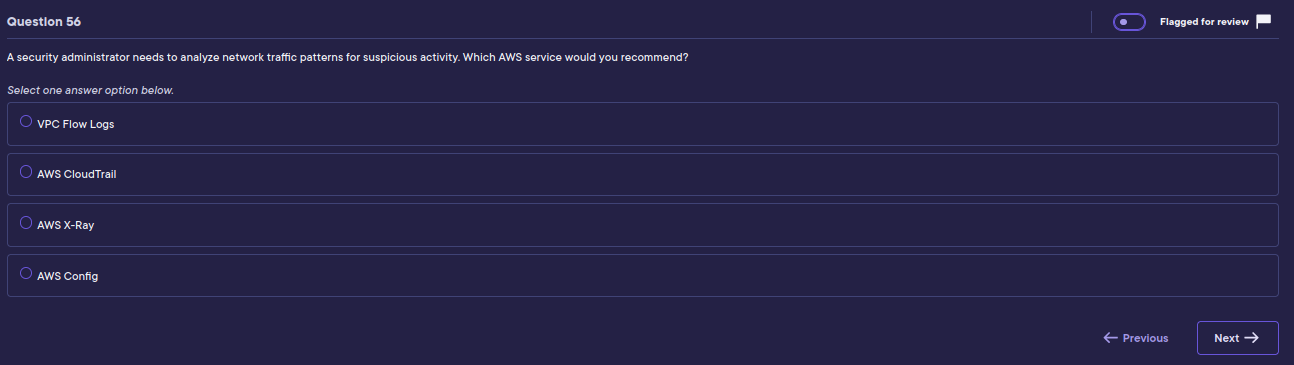 Question 56
Flagged for review
A security administrator needs to analyze network traffic patterns for suspicious activity. Which AWS service would you recommend?
Select one answer option below.
VPC Flow Logs
AWS CloudTrail
AWS X-Ray
AWS Config
Previous
Next